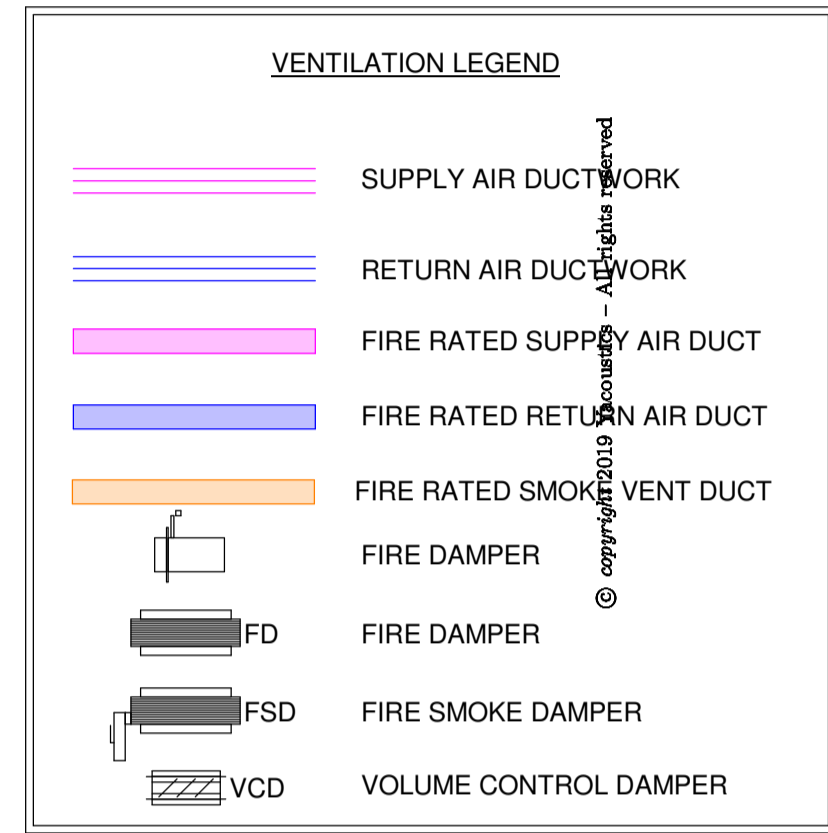 VENTILATION LEGEND
SUPPLY AIR DUCTWORK
RETURN AIR DUCTWORK
FIRE RATED SUPPLY AIR DUCT
FIRE RATED RETURN AIR DUCT
FIRE RATED SMOKE VENT DUCT
FIRE DAMPER
FD FIRE DAMPER
FSD FIRE SMOKE DAMPER
VCD VOLUME CONTROL DAMPER
© copyright 2019 Yacoustics – All rights reserved